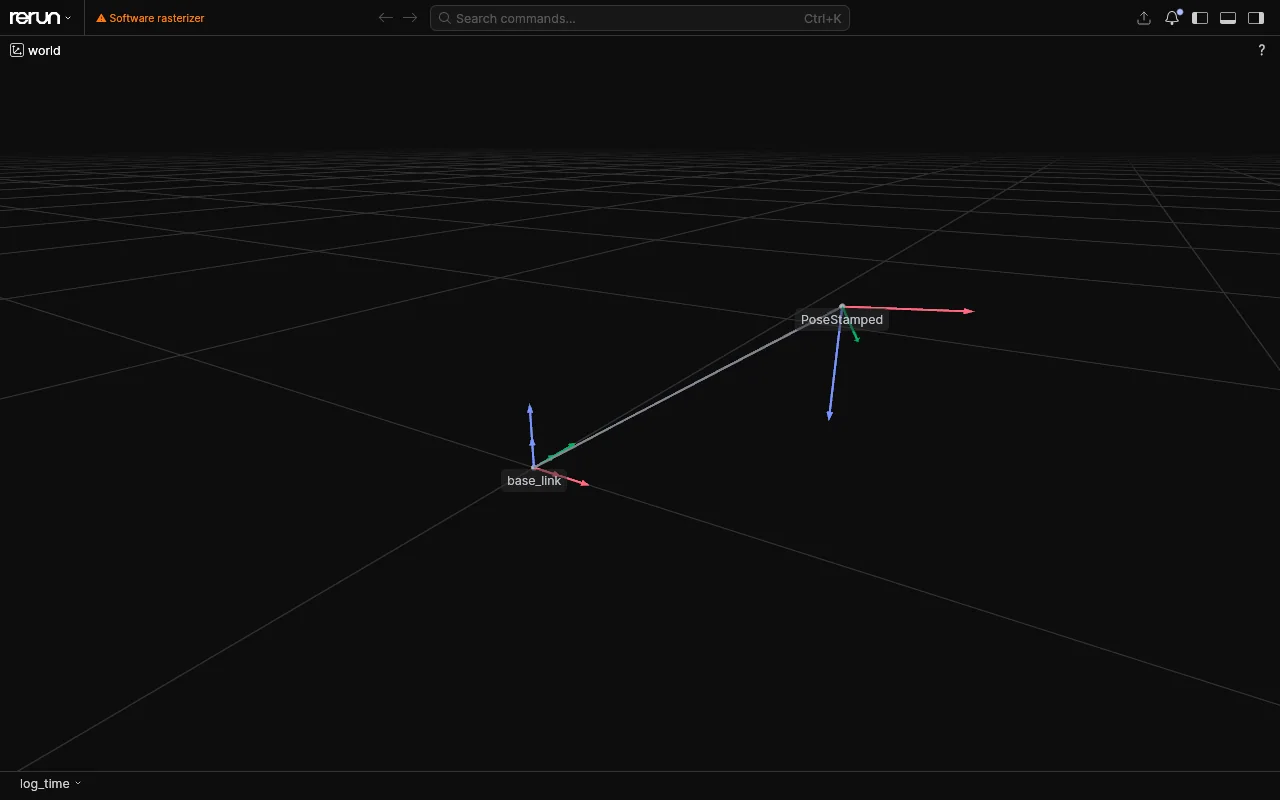 rerun
Software rasterizer
Search commands...
Ctrl+K
world
?
PoseStamped
base_link
log_time